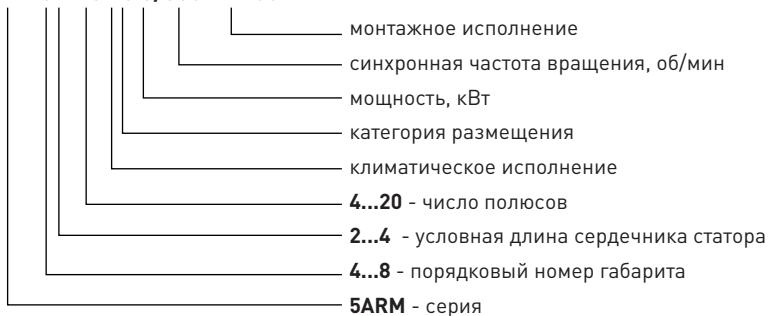 монтажное исполнение
синхронная частота вращения, об/мин
мощность, кВт
категория размещения
климатическое исполнение
4...20 - число полюсов
2...4 - условная длина сердечника статора
4...8 - порядковый номер габарита
5ARM - серия